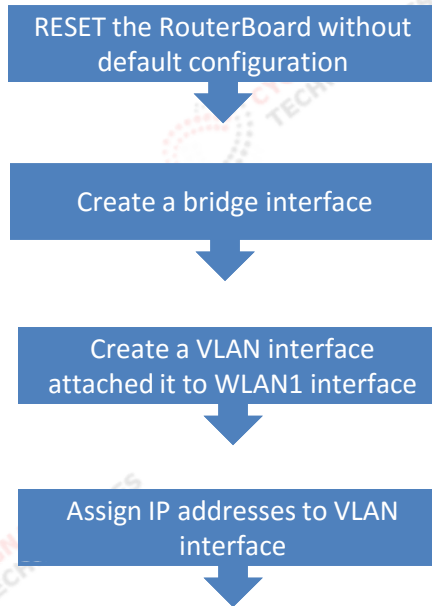 RESET the RouterBoard without
default configuration
Create a bridge interface
Create a VLAN interface
attached it to WLAN1 interface
Assign IP addresses to VLAN
interface